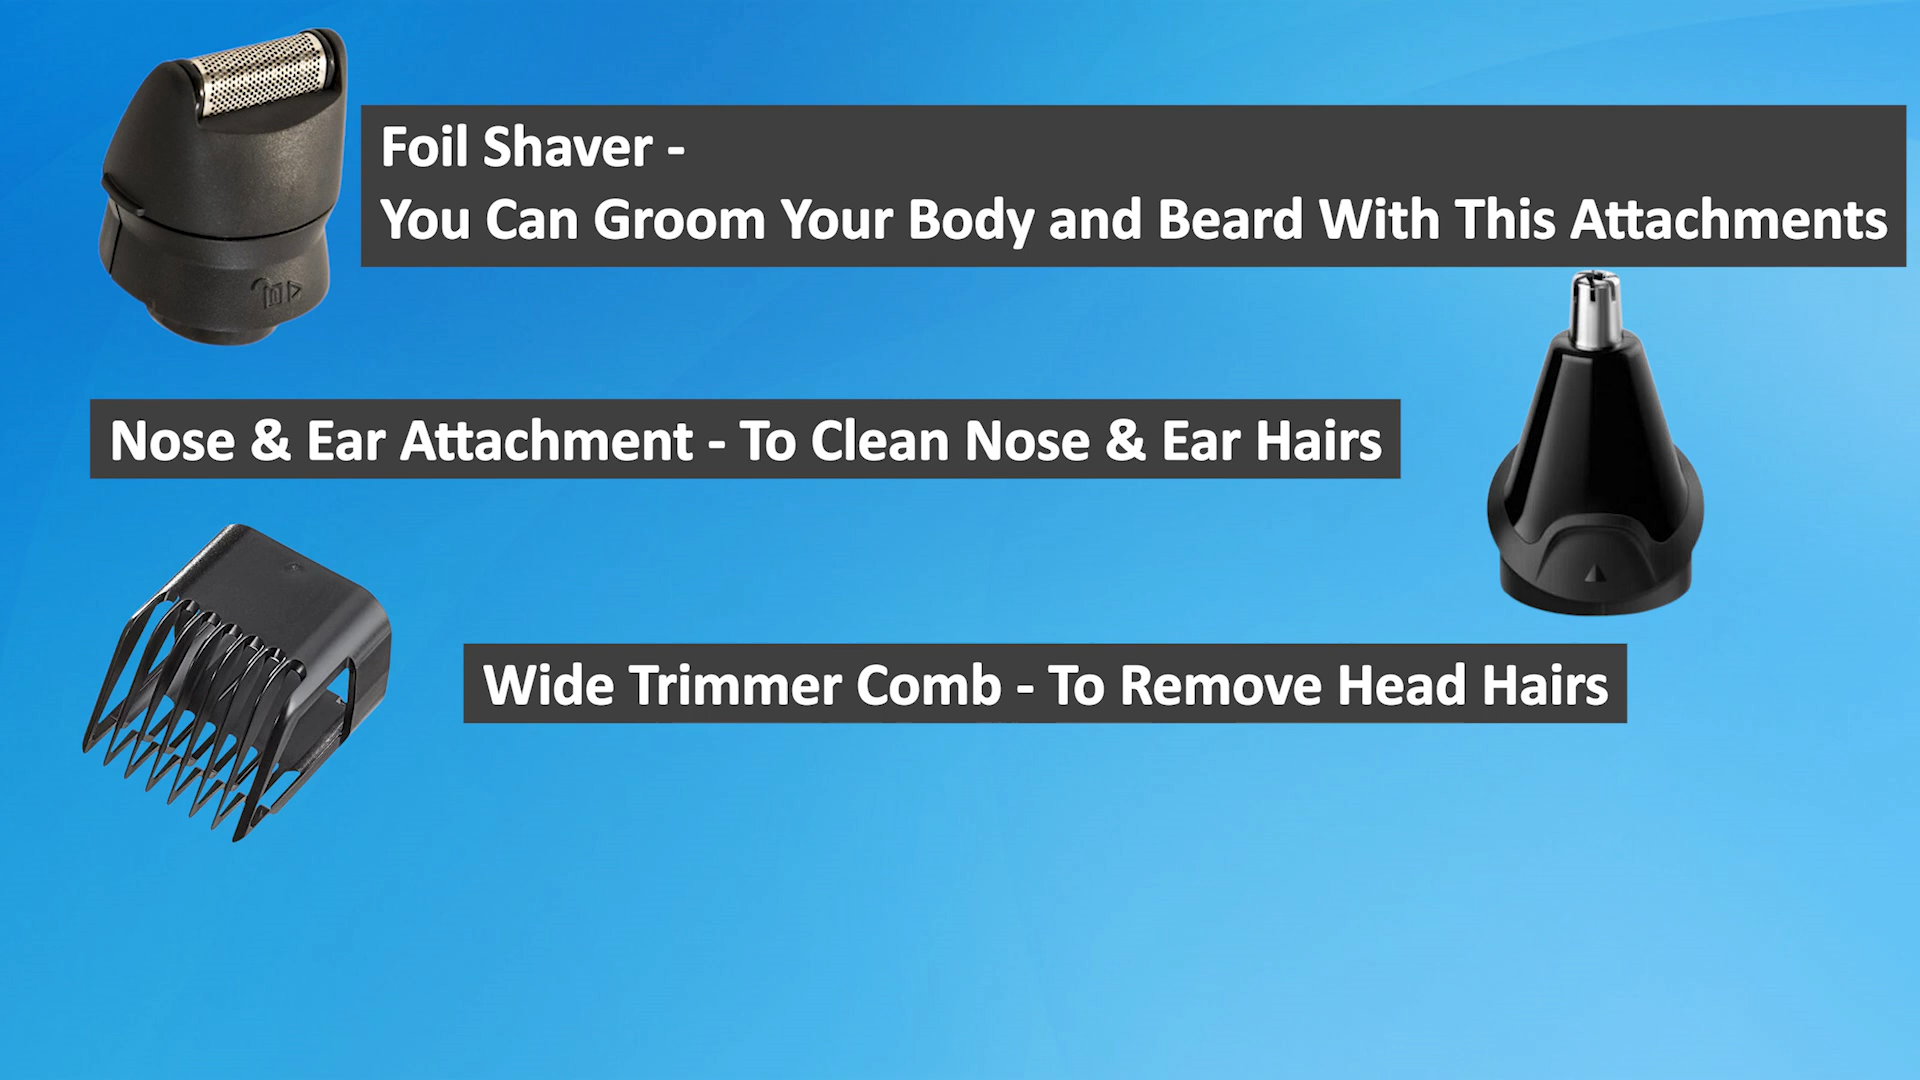 Foil Shaver -
You Can Groom Your Body and Beard With This Attachments
Nose & Ear Attachment - To Clean Nose & Ear Hairs
Wide Trimmer Comb - To Remove Head Hairs